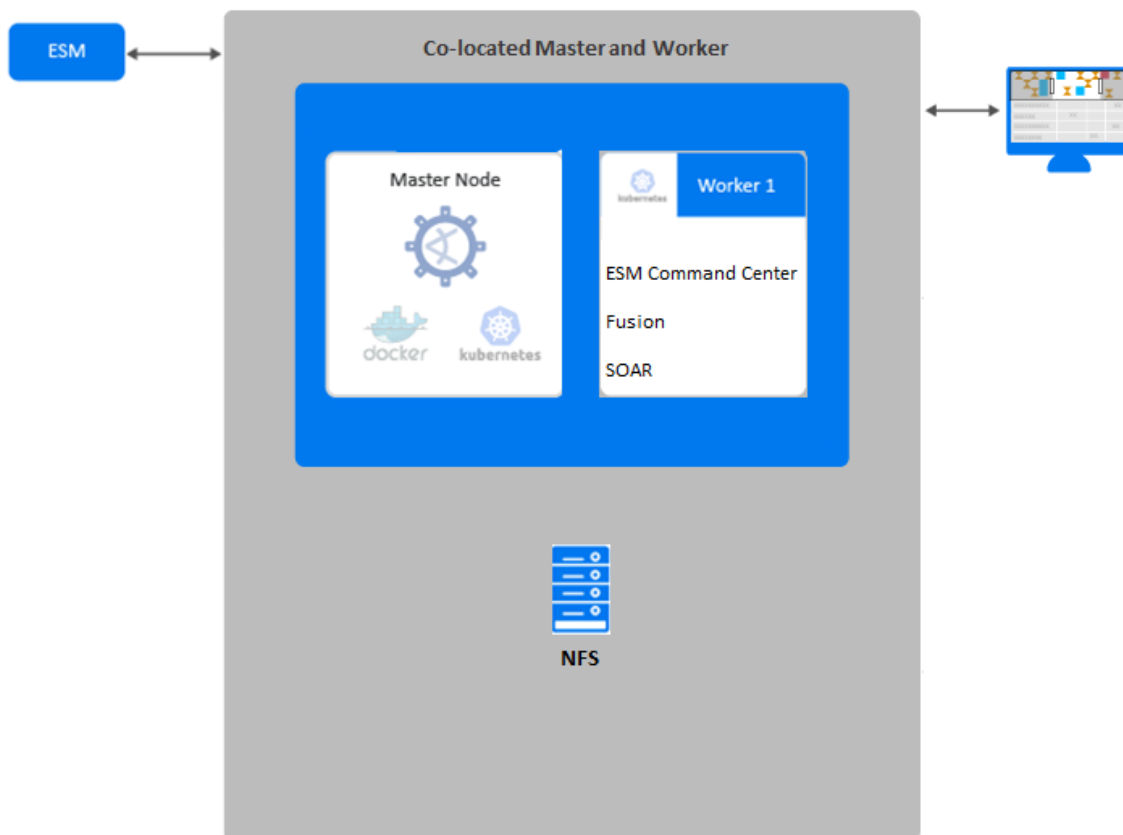 ESM
Co-located Master and Worker
Master Node
docker
kubernetes
kubernetes
Worker 1
ESM Command Center
Fusion
SOAR
NFS